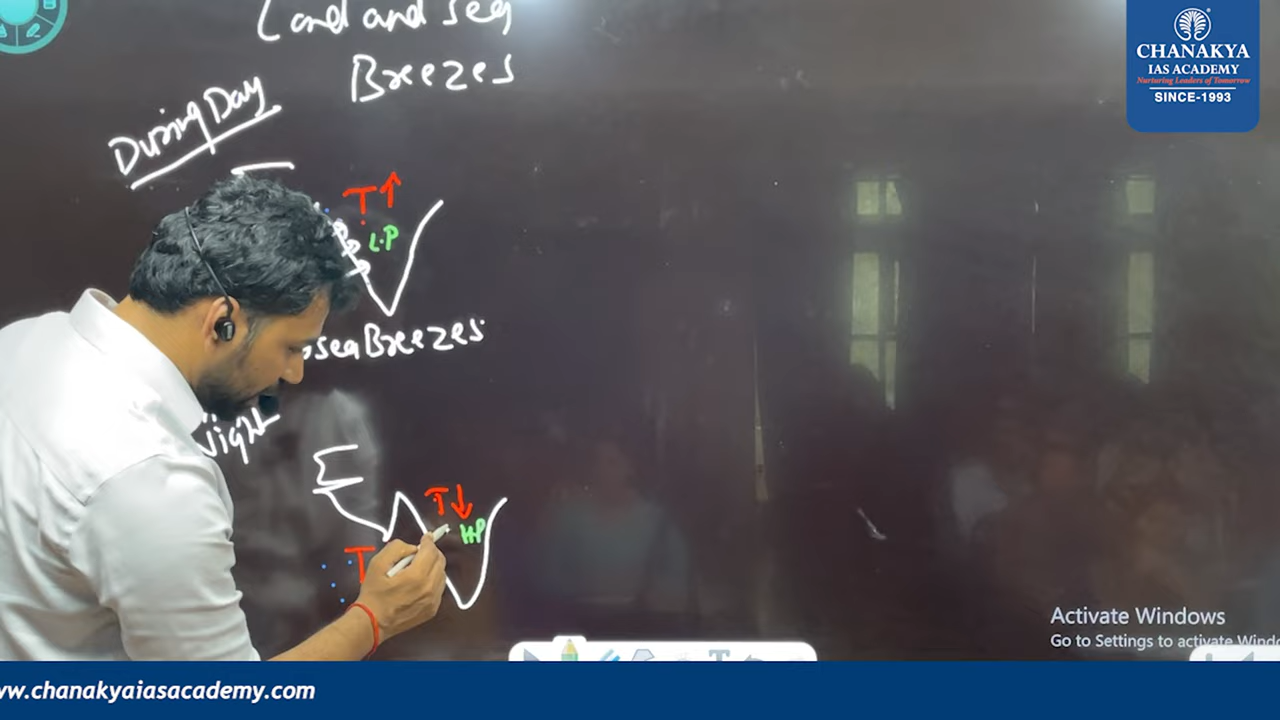 Land and Sea
Breezes
During Day
T↑
L.P
Sea Breezes
Night
T↓
HP
T
CHANAKYA
IAS ACADEMY
Nurturing Leaders of Tomorrow
SINCE-1993
Activate Windows
Go to Settings to activate Windo
ww.chanakyaiasacademy.com